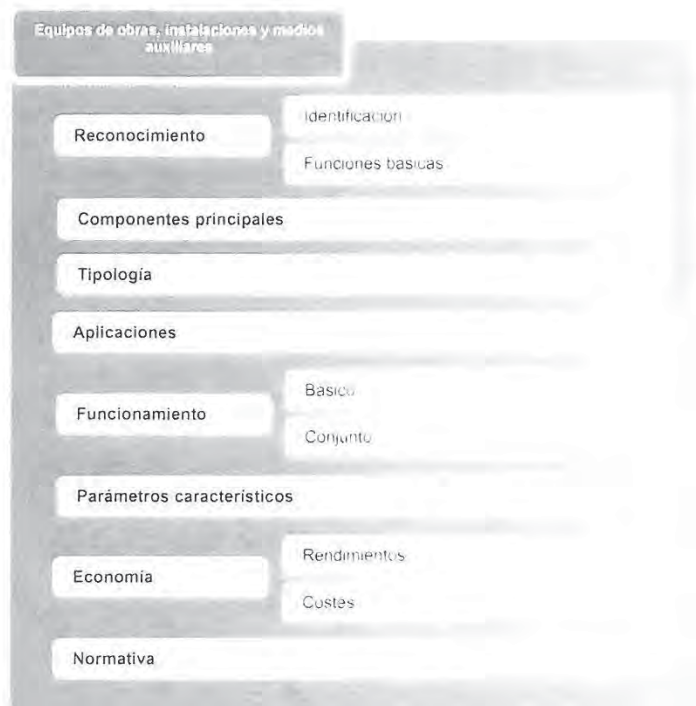 Equipos de obras, instalaciones y medios
auxiliares
Reconocimiento
Identificación
Funciones básicas
Componentes principales
Tipología
Aplicaciones
Funcionamiento
Básico
Conjunto
Parámetros característicos
Economía
Rendimientos
Costes
Normativa